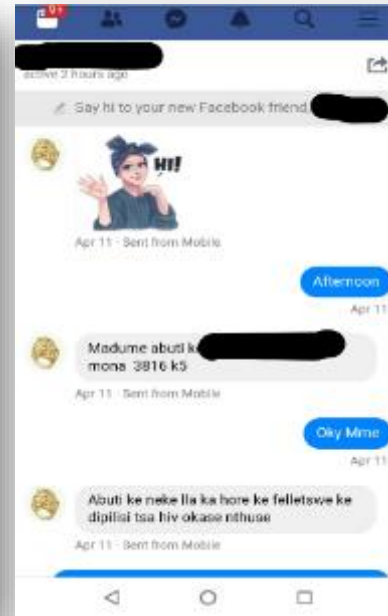 9+
active 2 hours ago
Say hi to your new Facebook friend,
HI!
Apr 11 · Sent from Mobile
Afternoon
Apr 11
Madume abuti k
mona 3816 k5
Apr 11 · Sent from Mobile
Oky Mme
Apr 11
Abuti ke neke lla ka hore ke felletswe ke
dipilisi tsa hiv okase nthuse
Apr 11 · Sent from Mobile